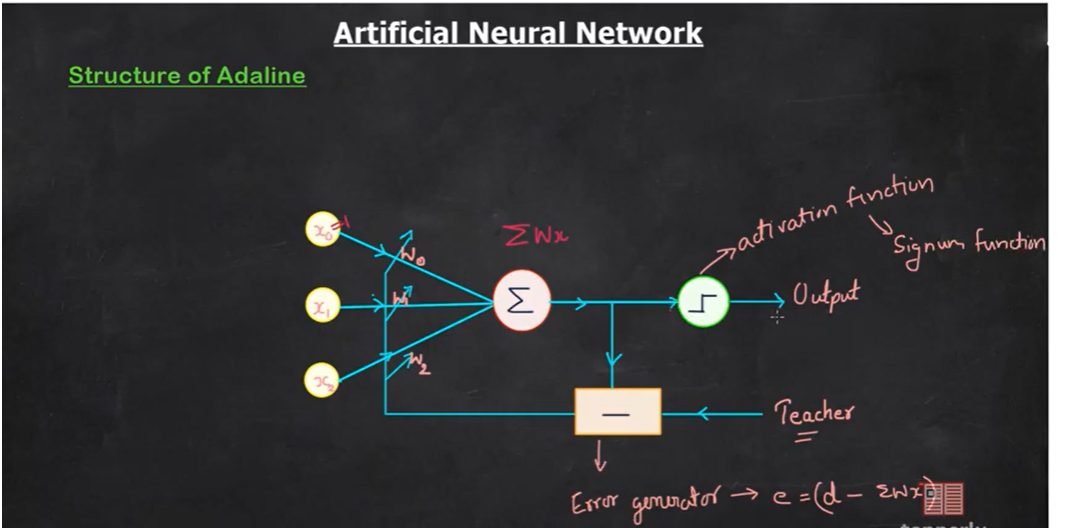 Artificial Neural Network
Structure of Adaline
activation function
Signum function
x₀=1
W₀
ΣWx
x₁
W₁
Σ
Output
x₂
W₂
—
Teacher
Error generator → e = (d - ΣWx)